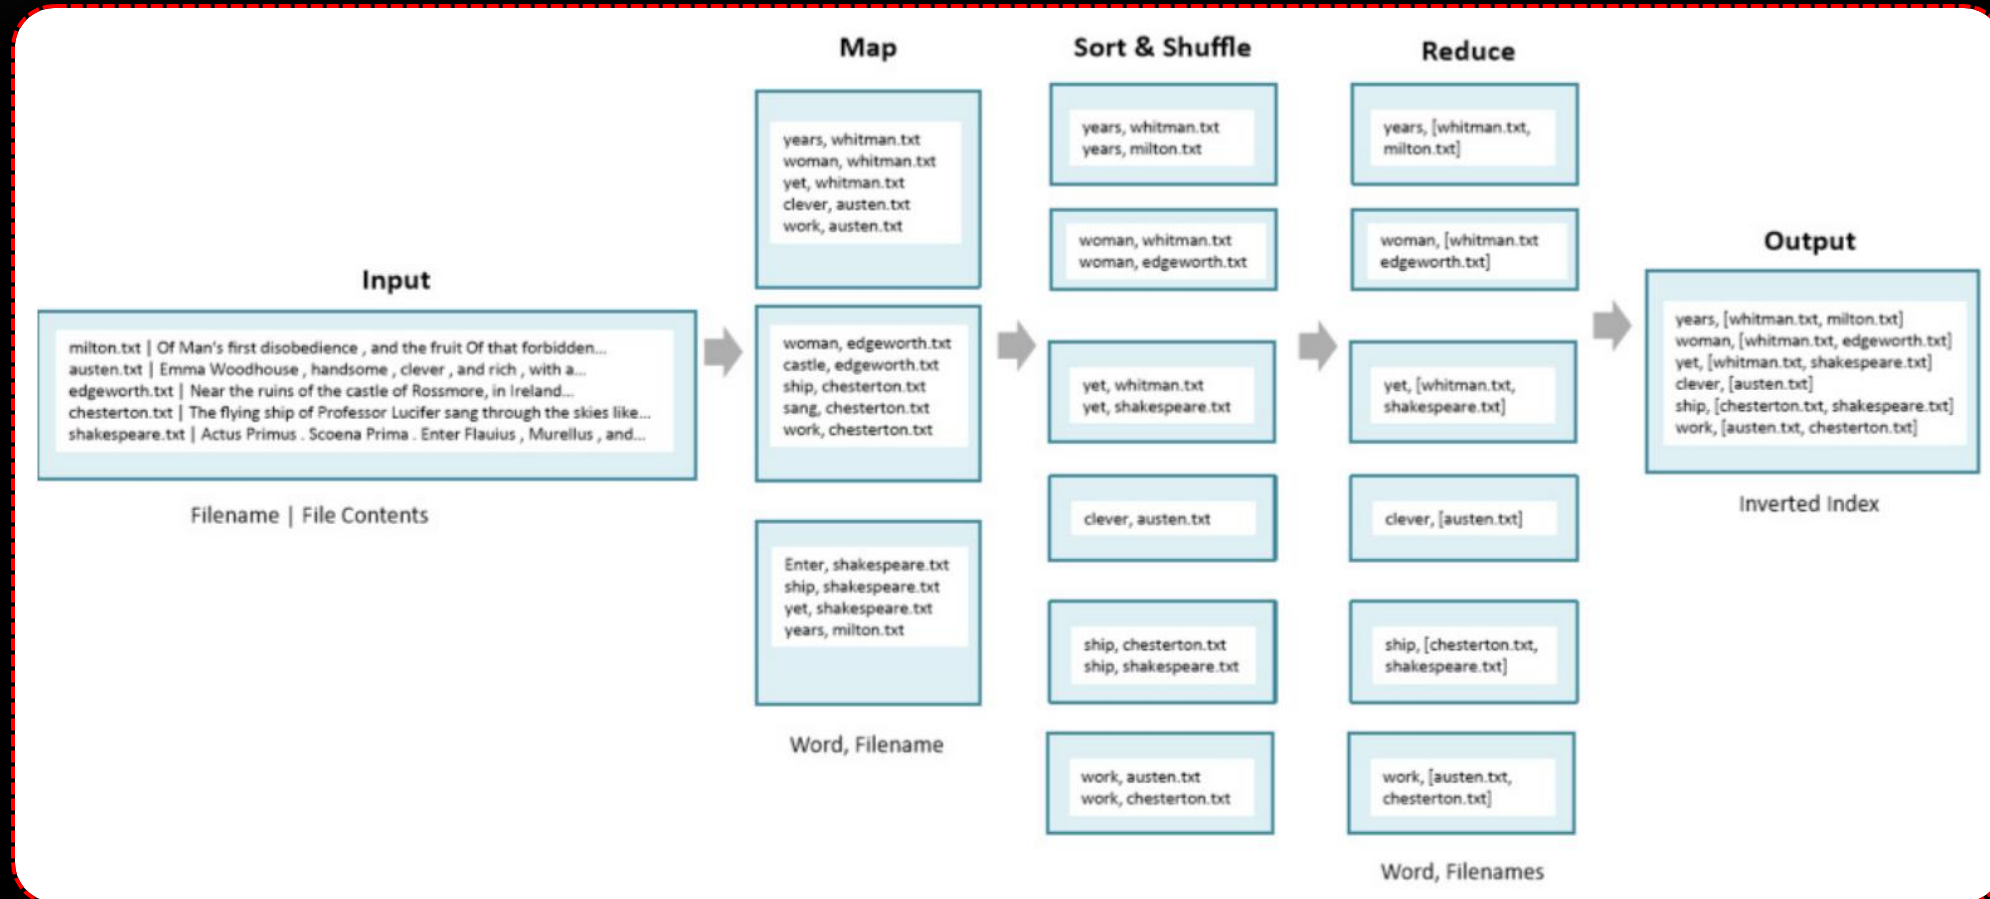 Input
milton.txt | Of Man's first disobedience , and the fruit Of that forbidden...
austen.txt | Emma Woodhouse , handsome , clever , and rich , with a...
edgeworth.txt | Near the ruins of the castle of Rossmore, in Ireland...
chesterton.txt | The flying ship of Professor Lucifer sang through the skies like...
shakespeare.txt | Actus Primus . Scoena Prima . Enter Flauius , Murellus , and...
Filename | File Contents
Map
years, whitman.txt
woman, whitman.txt
yet, whitman.txt
clever, austen.txt
work, austen.txt
woman, edgeworth.txt
castle, edgeworth.txt
ship, chesterton.txt
sang, chesterton.txt
work, chesterton.txt
Enter, shakespeare.txt
ship, shakespeare.txt
yet, shakespeare.txt
years, milton.txt
Word, Filename
Sort & Shuffle
years, whitman.txt
years, milton.txt
woman, whitman.txt
woman, edgeworth.txt
yet, whitman.txt
yet, shakespeare.txt
clever, austen.txt
ship, chesterton.txt
ship, shakespeare.txt
work, austen.txt
work, chesterton.txt
Reduce
years, [whitman.txt,
milton.txt]
woman, [whitman.txt
edgeworth.txt]
yet, [whitman.txt,
shakespeare.txt]
clever, [austen.txt]
ship, [chesterton.txt,
shakespeare.txt]
work, [austen.txt,
chesterton.txt]
Word, Filenames
Output
years, [whitman.txt, milton.txt]
woman, [whitman.txt, edgeworth.txt]
yet, [whitman.txt, shakespeare.txt]
clever, [austen.txt]
ship, [chesterton.txt, shakespeare.txt]
work, [austen.txt, chesterton.txt]
Inverted Index